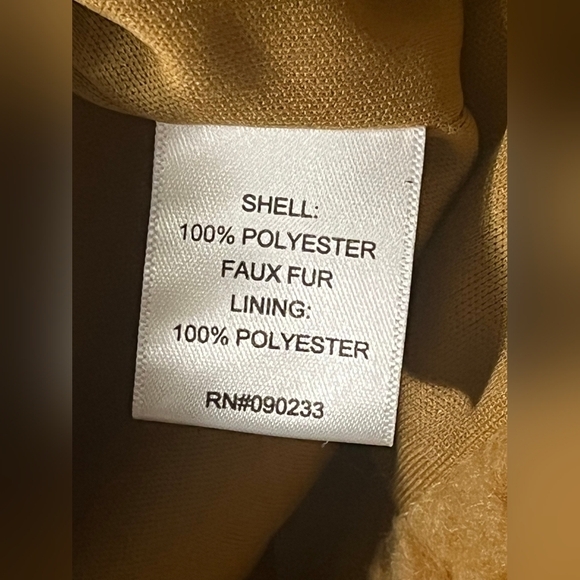 SHELL:
100% POLYESTER
FAUX FUR
LINING:
100% POLYESTER
RN#090233